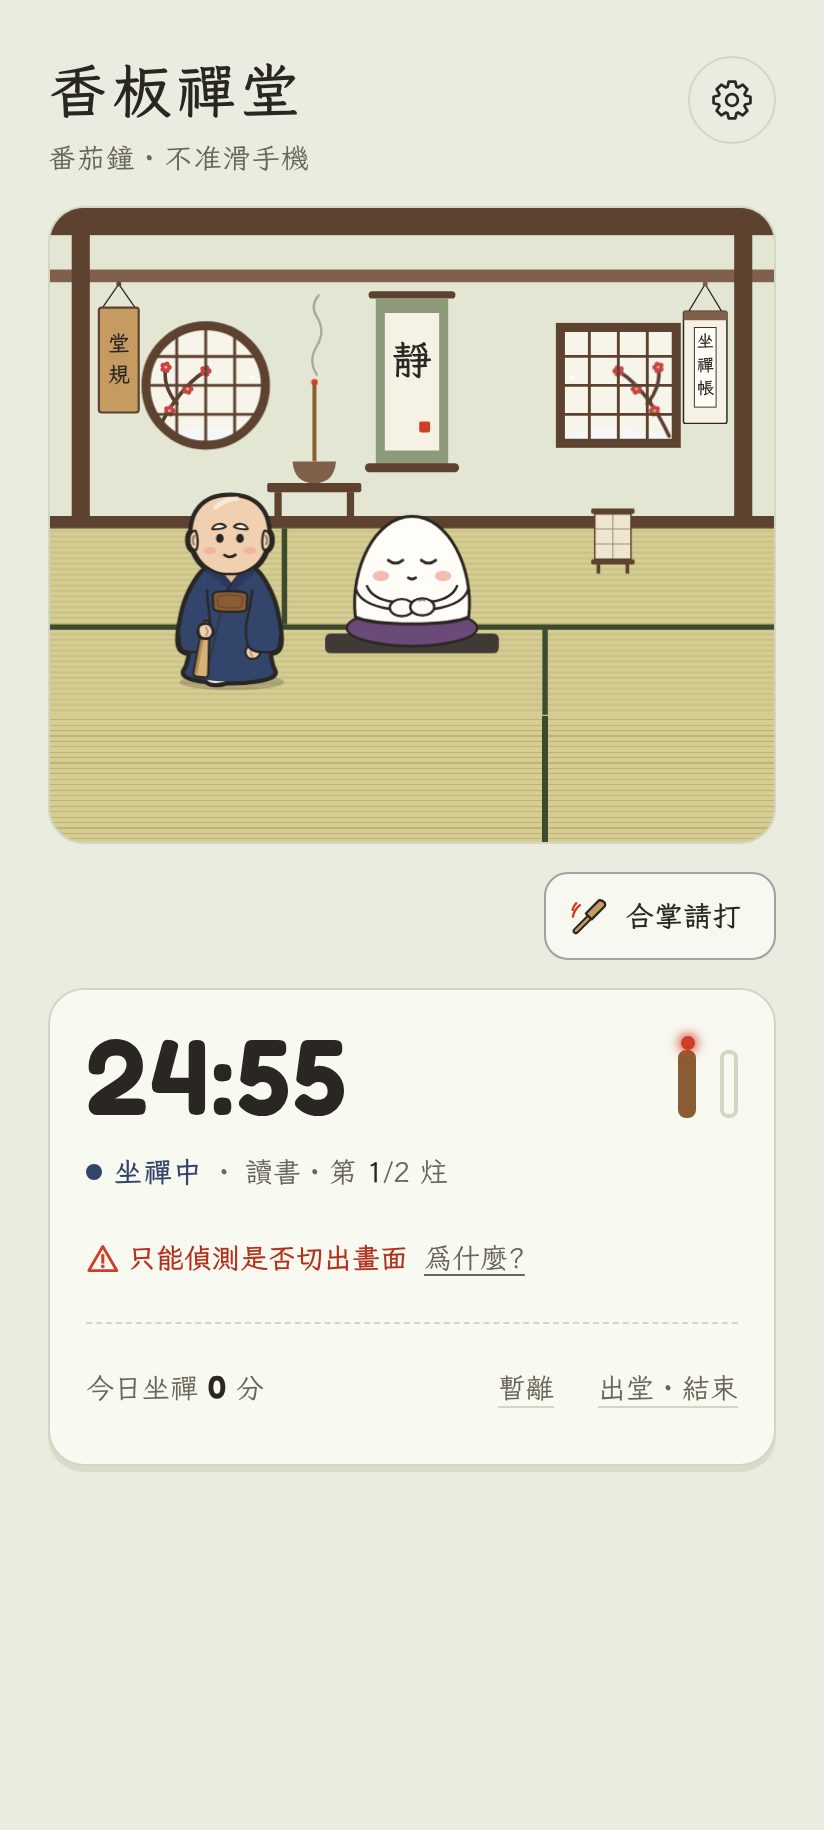 香板禪堂
番茄鐘・不准滑手機
堂規
靜
坐禪帳
合掌請打
24:55
坐禪中・讀書・第 1/2 炷
只能偵測是否切出畫面 為什麼?
今日坐禪 0 分 暫離 出堂・結束